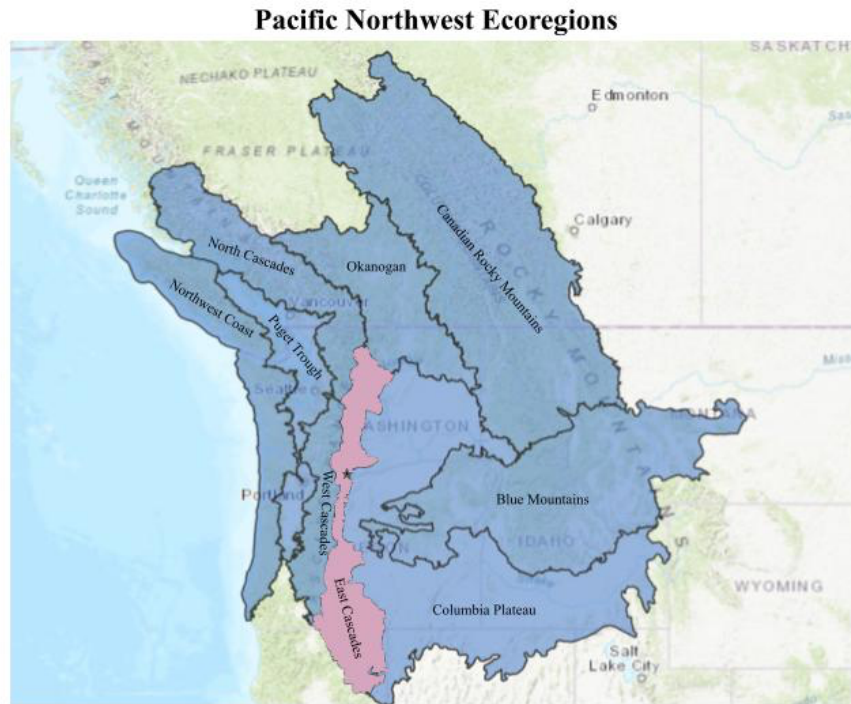 Pacific Northwest Ecoregions
SASKATCH
NECHAKO PLATEAU
Edmonton
FRASER PLATEAU
Queen
Charlotte
Sound
Calgary
Canadian Rocky Mountains
North Cascades
Okanogan
Northwest Coast
Vancouver
Puget Trough
Seattle
ASHINGTON
MONTANA
West Cascades
Portland
Blue Mountains
IDAHO
WYOMING
East Cascades
Columbia Plateau
Salt
Lake City